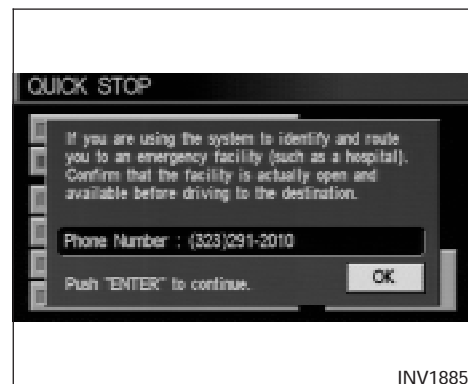 QUICK STOP
If you are using the system to identify and route
you to an emergency facility (such as a hospital).
Confirm that the facility is actually open and
available before driving to the destination.
Phone Number : (323)291-2010
Push "ENTER" to continue.
OK
INV1885